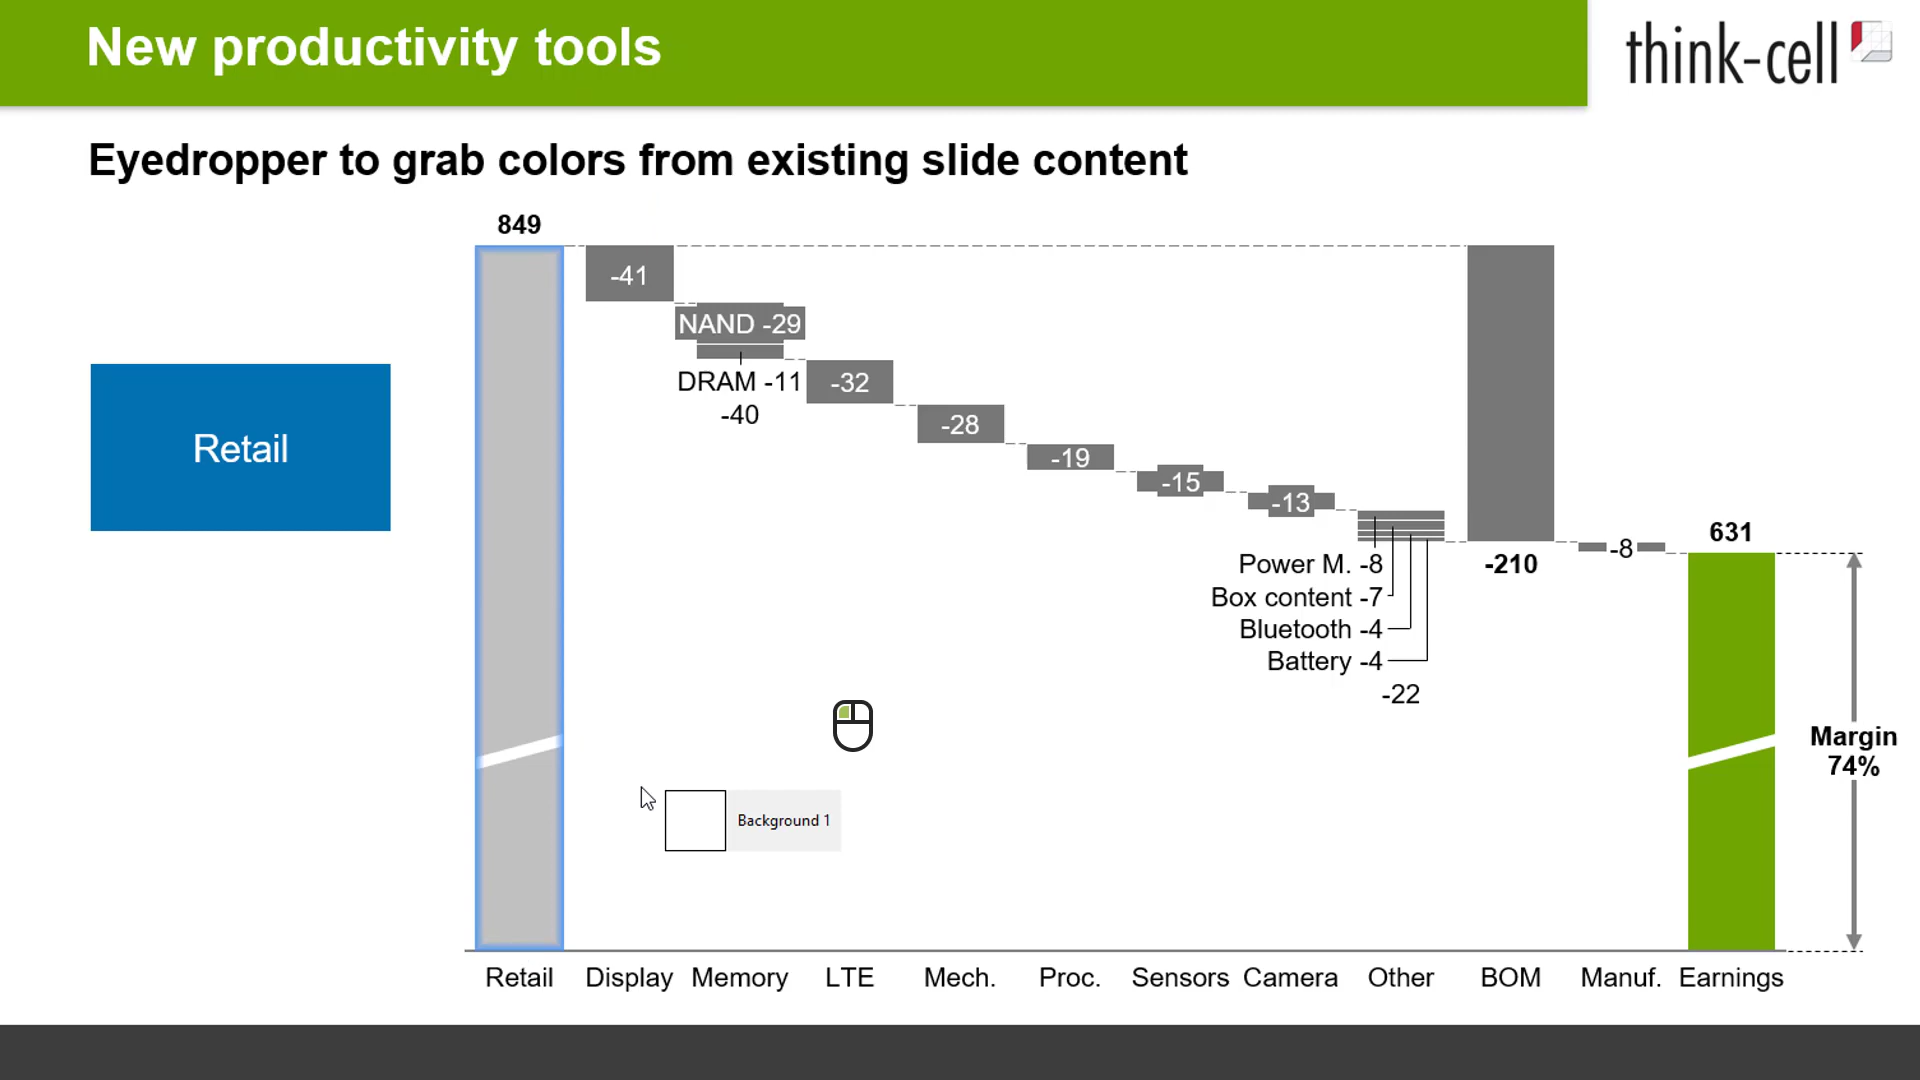 New productivity tools
think-cell
Eyedropper to grab colors from existing slide content
849
-41
NAND -29
DRAM -11
-40
-32
-28
-19
-15
-13
Power M. -8
Box content -7
Bluetooth -4
Battery -4
-22
-210
-8
631
Retail
Margin
74%
Background 1
Retail Display Memory LTE Mech. Proc. Sensors Camera Other BOM Manuf. Earnings